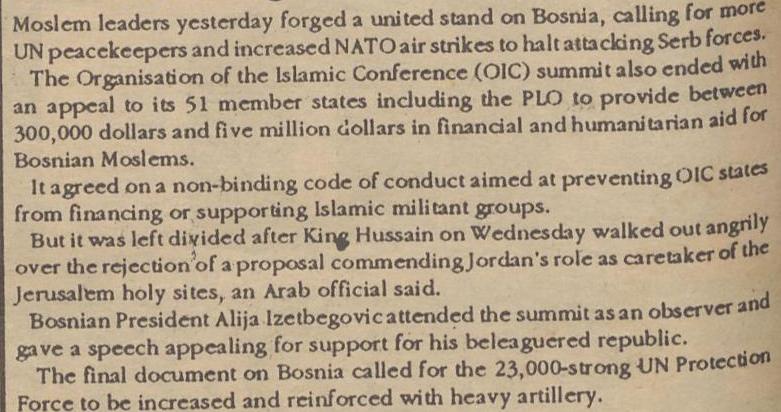 Moslem leaders yesterday forged a united stand on Bosnia, calling for more
UN peacekeepers and increased NATO air strikes to halt attacking Serb forces.
The Organisation of the Islamic Conference (OIC) summit also ended with
an appeal to its 51 member states including the PLO to provide between
300,000 dollars and five million dollars in financial and humanitarian aid for
Bosnian Moslems.
It agreed on a non-binding code of conduct aimed at preventing OIC states
from financing or supporting Islamic militant groups.
But it was left divided after King Hussain on Wednesday walked out angrily
over the rejection of a proposal commending Jordan's role as caretaker of the
Jerusalem holy sites, an Arab official said.
Bosnian President Alija Izetbegovic attended the summit as an observer and
gave a speech appealing for support for his beleaguered republic.
The final document on Bosnia called for the 23,000-strong UN Protection
Force to be increased and reinforced with heavy artillery.